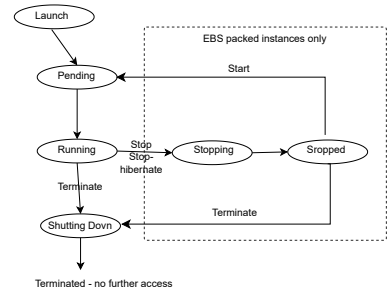 Launch
EBS packed instances only
Pending
Start
Running
Stop
Stop-
hibernate
Stopping
Sropped
Terminate
Shutting Dovn
Terminate
Terminated - no further access